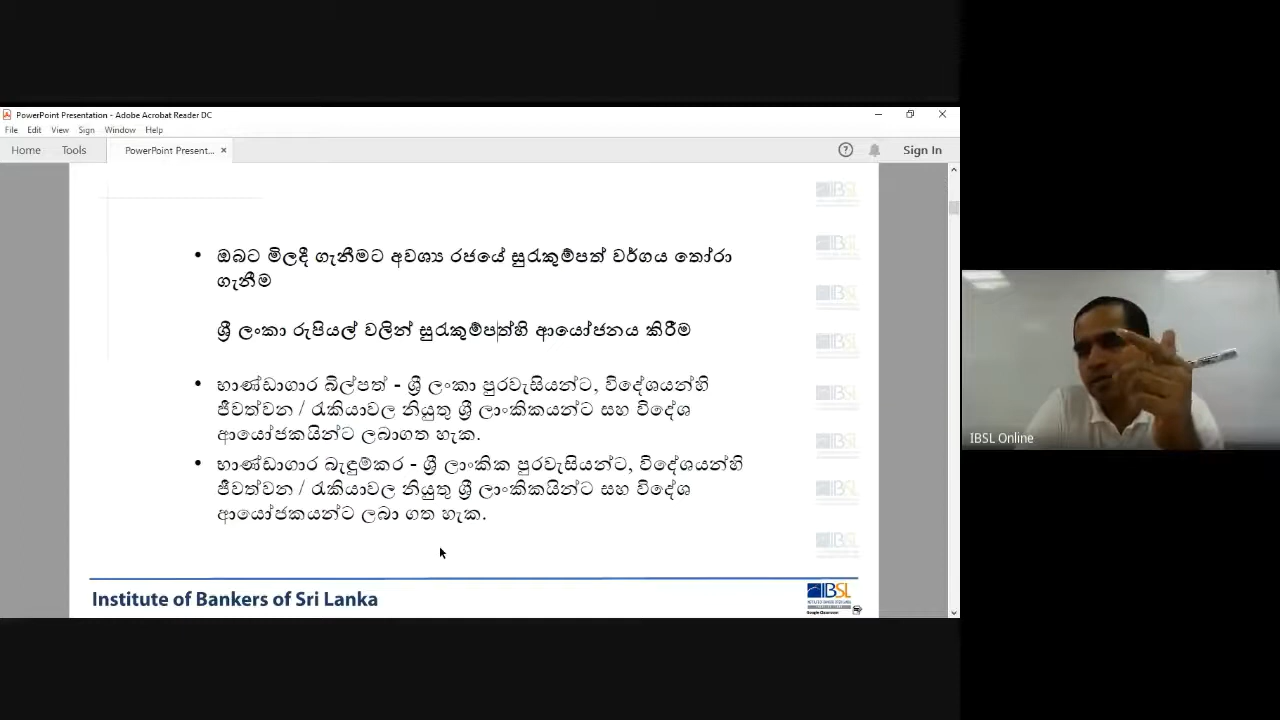 PowerPoint Presentation - Adobe Acrobat Reader DC
File Edit View Sign Window Help
Home Tools PowerPoint Present... × Sign In
• ඔබට මිලදී ගැනීමට අවශ්‍ය රජයේ සුරැකුම්පත් වර්ගය තෝරා
ගැනීම
ශ්‍රී ලංකා රුපියල් වලින් සුරැකුම්පත්හි ආයෝජනය කිරීම
• භාණ්ඩාගාර බිල්පත් - ශ්‍රී ලංකා පුරවැසියන්ට, විදේශයන්හි
ජීවත්වන / රැකියාවල නියුතු ශ්‍රී ලාංකිකයන්ට සහ විදේශ
ආයෝජකයින්ට ලබාගත හැක.
• භාණ්ඩාගාර බැඳුම්කර - ශ්‍රී ලාංකික පුරවැසියන්ට, විදේශයන්හි
ජීවත්වන / රැකියාවල නියුතු ශ්‍රී ලාංකිකයින්ට සහ විදේශ
ආයෝජකයන්ට ලබා ගත හැක.
Institute of Bankers of Sri Lanka
IBSL
Google Classroom
IBSL Online